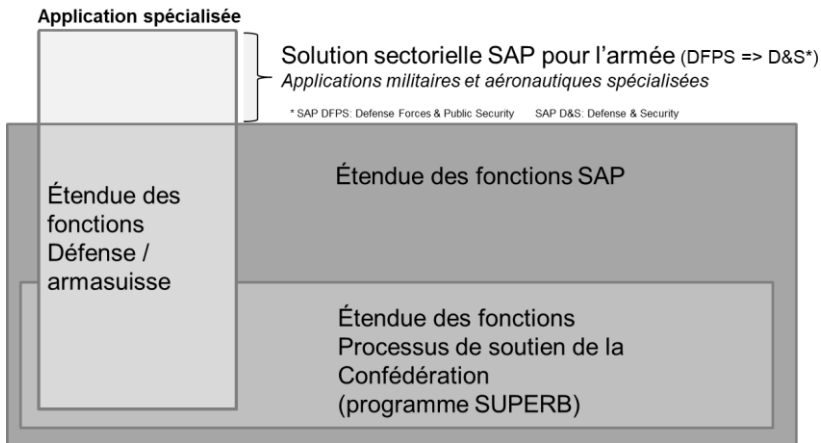 Application spécialisée
Solution sectorielle SAP pour l'armée (DFPS => D&S*)
Applications militaires et aéronautiques spécialisées
* SAP DFPS: Defense Forces & Public Security SAP D&S: Defense & Security
Étendue des fonctions SAP
Étendue des
fonctions
Défense /
armasuisse
Étendue des fonctions
Processus de soutien de la
Confédération
(programme SUPERB)